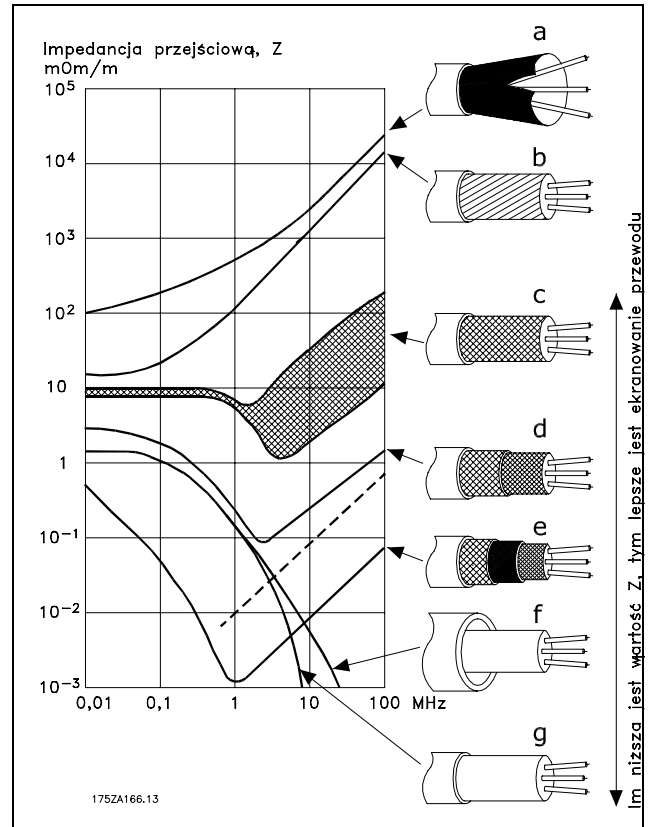 Impedancja przejściową, Z
mOm/m
a
10⁵
10⁴
b
10³
10²
c
10
d
1
10⁻¹
e
10⁻²
f
10⁻³
0,01 0,1 1 10 100 MHz
g
175ZA166.13
Im niższa jest wartość Z, tym lepsze jest ekranowanie przewodu